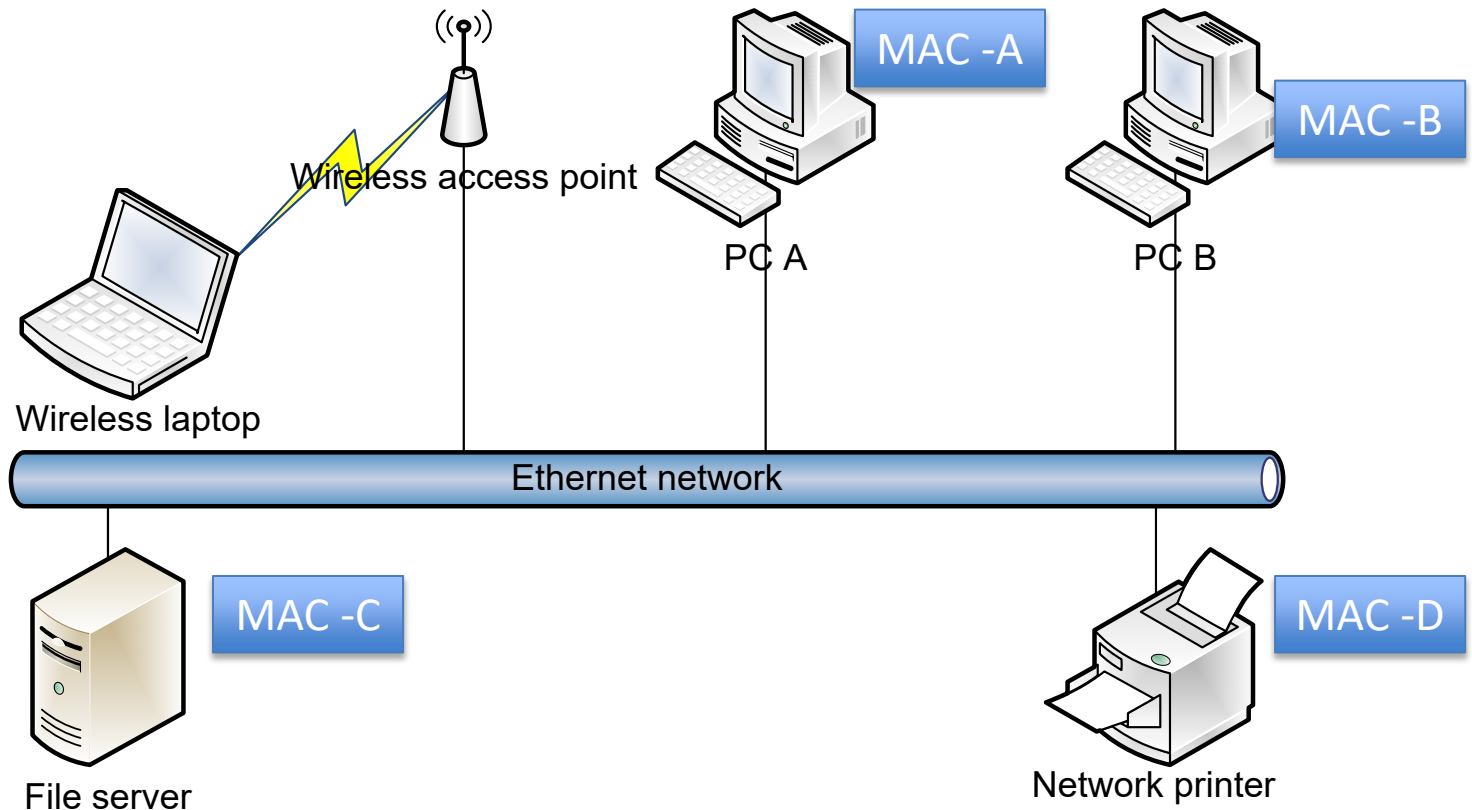 MAC -A
MAC -B
Wireless access point
PC A
PC B
Wireless laptop
Ethernet network
MAC -C
MAC -D
File server
Network printer